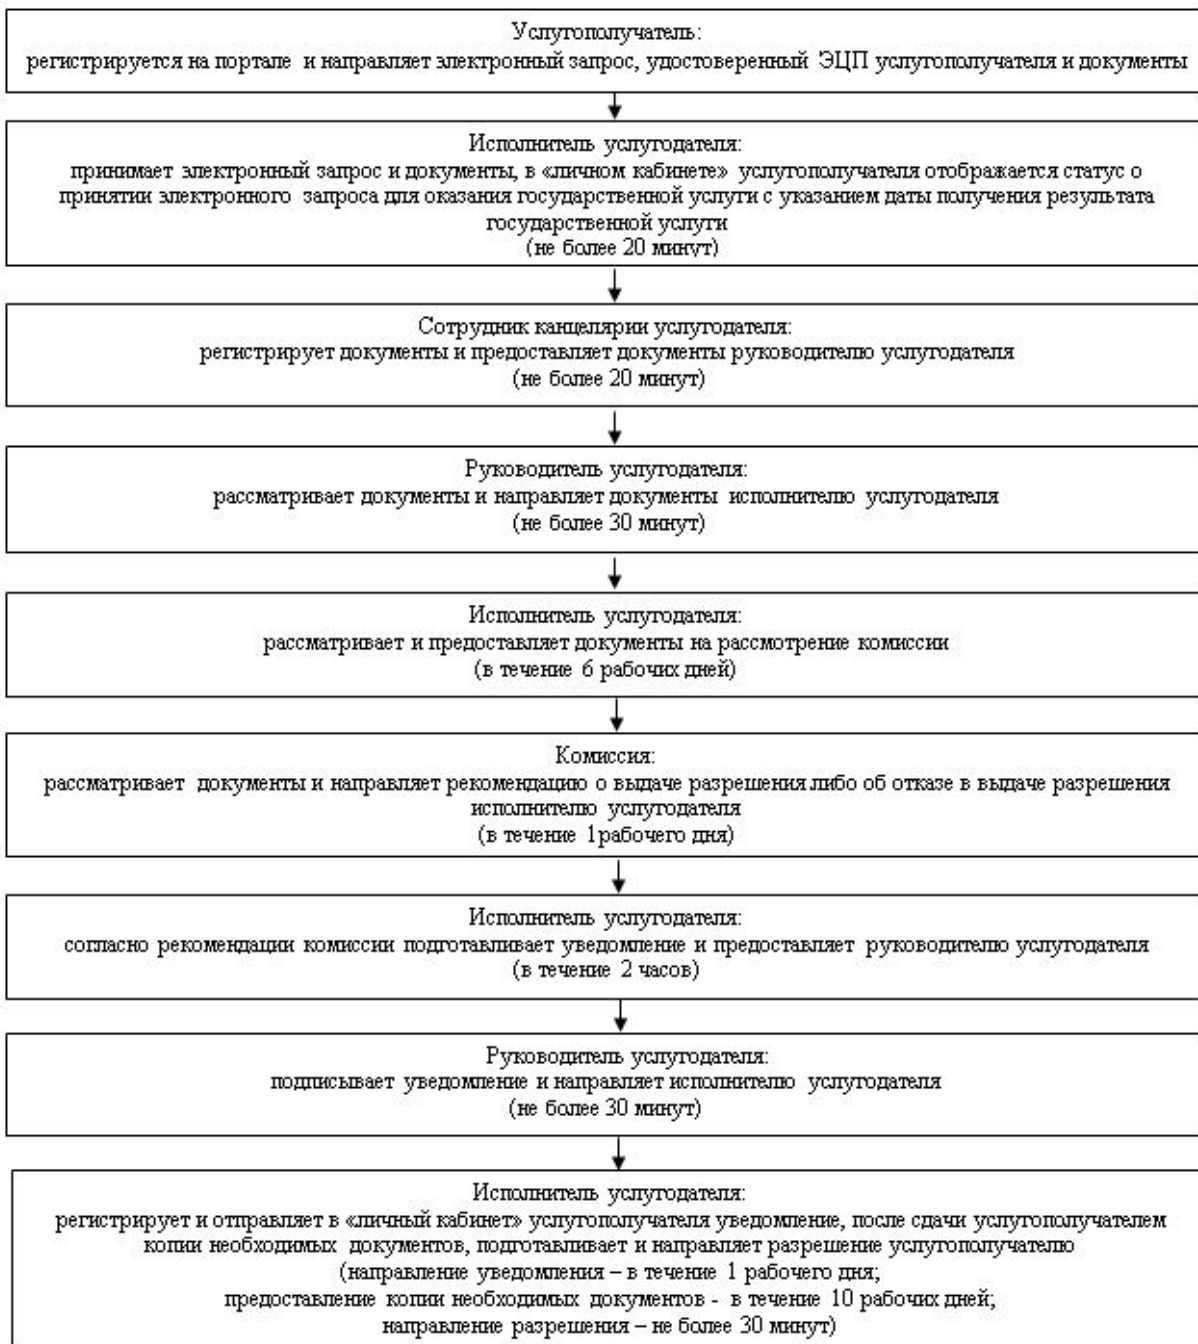 Услугополучатель:
регистрируется на портале и направляет электронный запрос, удостоверенный ЭЦП услугополучателя и документы
Исполнитель услугодателя:
принимает электронный запрос и документы, в «личном кабинете» услугополучателя отображается статус о
принятии электронного запроса для оказания государственной услуги с указанием даты получения результата
государственной услуги
(не более 20 минут)
Сотрудник канцелярии услугодателя:
регистрирует документы и предоставляет документы руководителю услугодателя
(не более 20 минут)
Руководитель услугодателя:
рассматривает документы и направляет документы исполнителю услугодателя
(не более 30 минут)
Исполнитель услугодателя:
рассматривает и предоставляет документы на рассмотрение комиссии
(в течение 6 рабочих дней)
Комиссия:
рассматривает документы и направляет рекомендацию о выдаче разрешения либо об отказе в выдаче разрешения
исполнителю услугодателя
(в течение 1рабочего дня)
Исполнитель услугодателя:
согласно рекомендации комиссии подготавливает уведомление и предоставляет руководителю услугодателя
(в течение 2 часов)
Руководитель услугодателя:
подписывает уведомление и направляет исполнителю услугодателя
(не более 30 минут)
Исполнитель услугодателя:
регистрирует и отправляет в «личный кабинет» услугополучателя уведомление, после сдачи услугополучателем
копии необходимых документов, подготавливает и направляет разрешение услугополучателю
(направление уведомления – в течение 1 рабочего дня;
предоставление копии необходимых документов - в течение 10 рабочих дней;
направление разрешения – не более 30 минут)